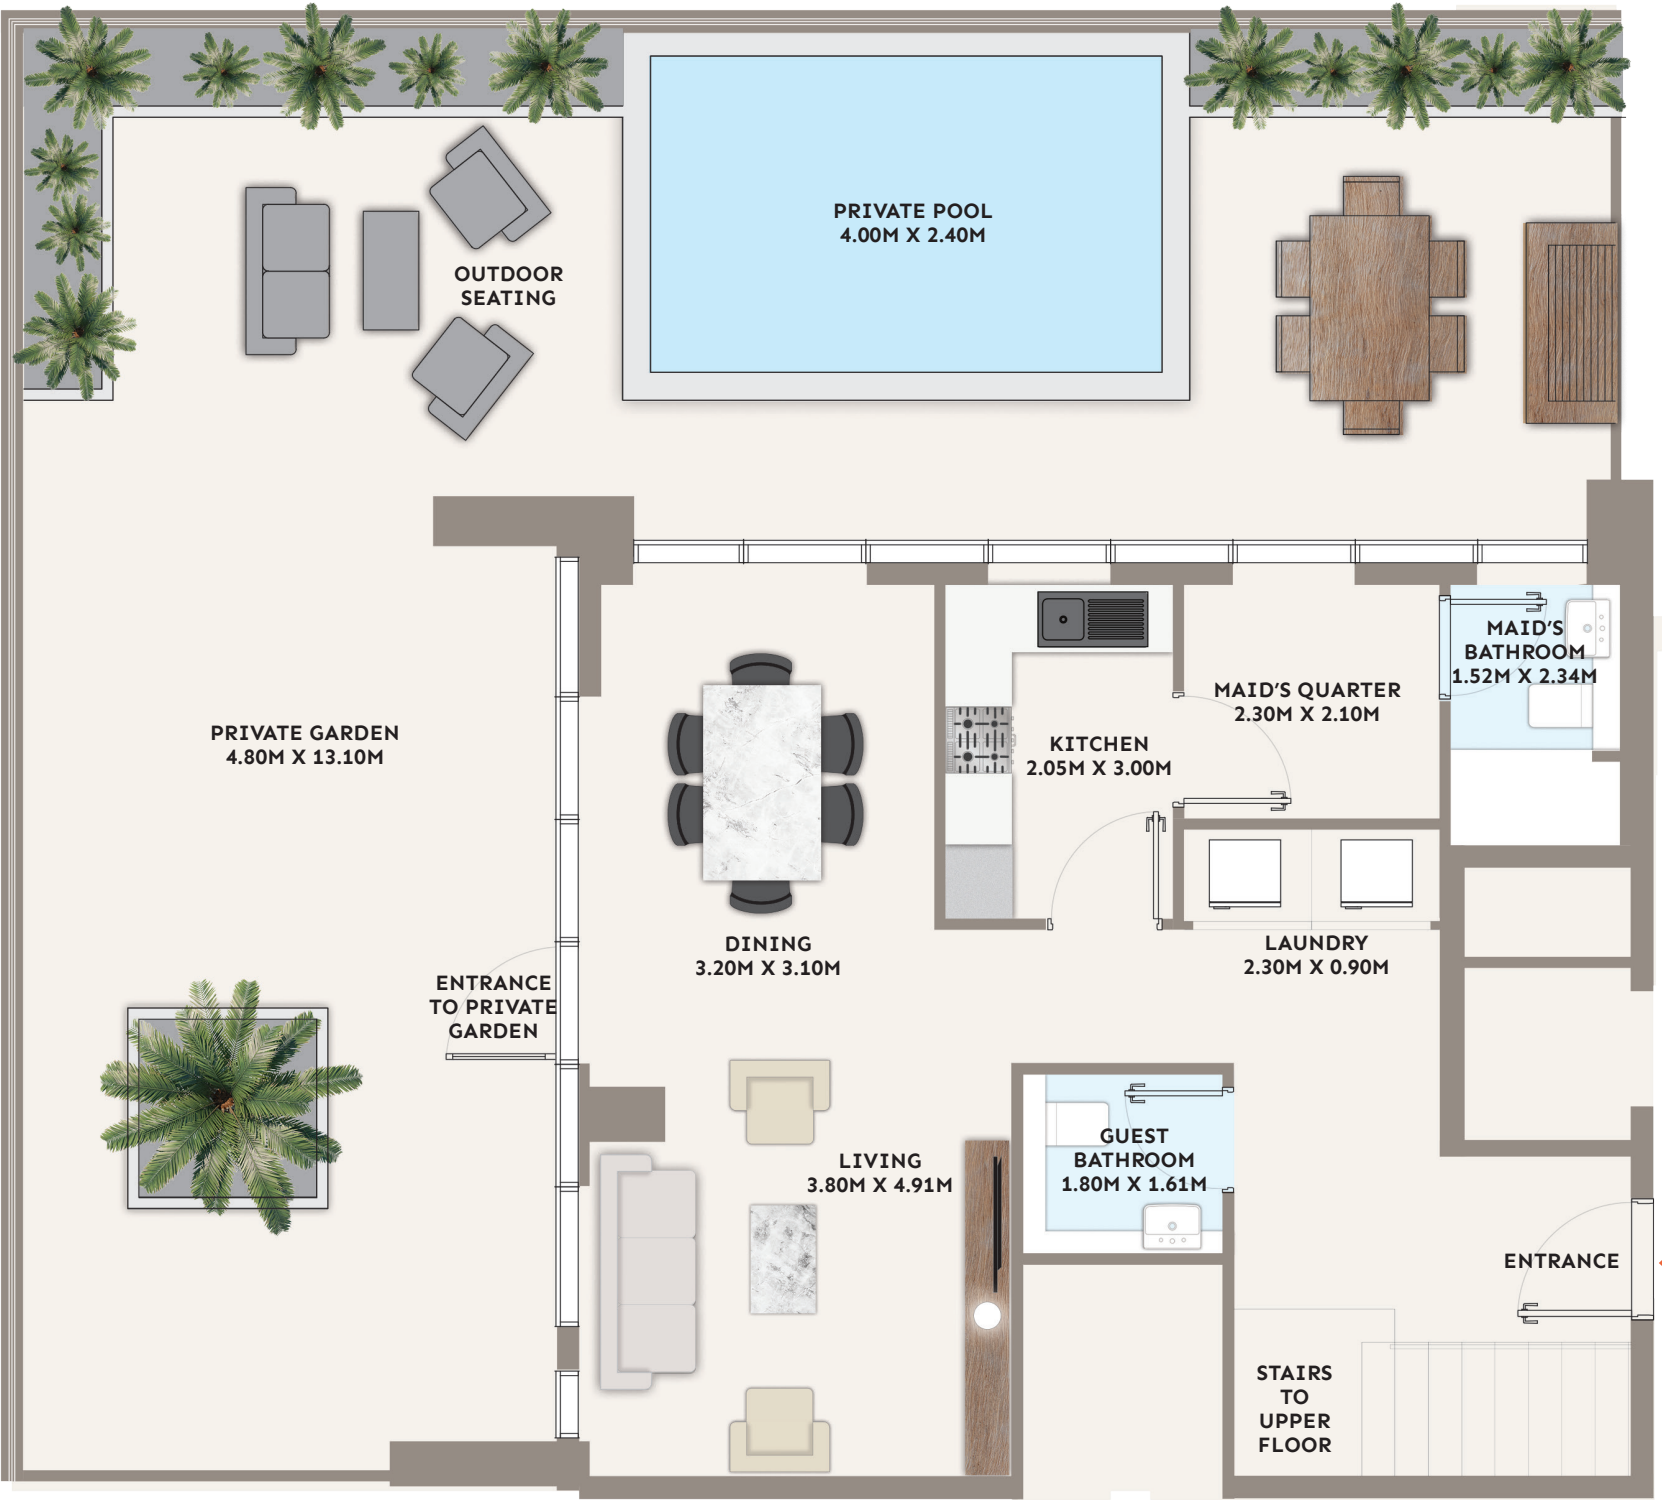 PRIVATE POOL
4.00M X 2.40M
OUTDOOR
SEATING
MAID'S
BATHROOM
1.52M X 2.34M
MAID'S QUARTER
2.30M X 2.10M
PRIVATE GARDEN
4.80M X 13.10M
KITCHEN
2.05M X 3.00M
DINING
3.20M X 3.10M
LAUNDRY
2.30M X 0.90M
ENTRANCE
TO PRIVATE
GARDEN
GUEST
BATHROOM
1.80M X 1.61M
LIVING
3.80M X 4.91M
ENTRANCE
STAIRS
TO
UPPER
FLOOR